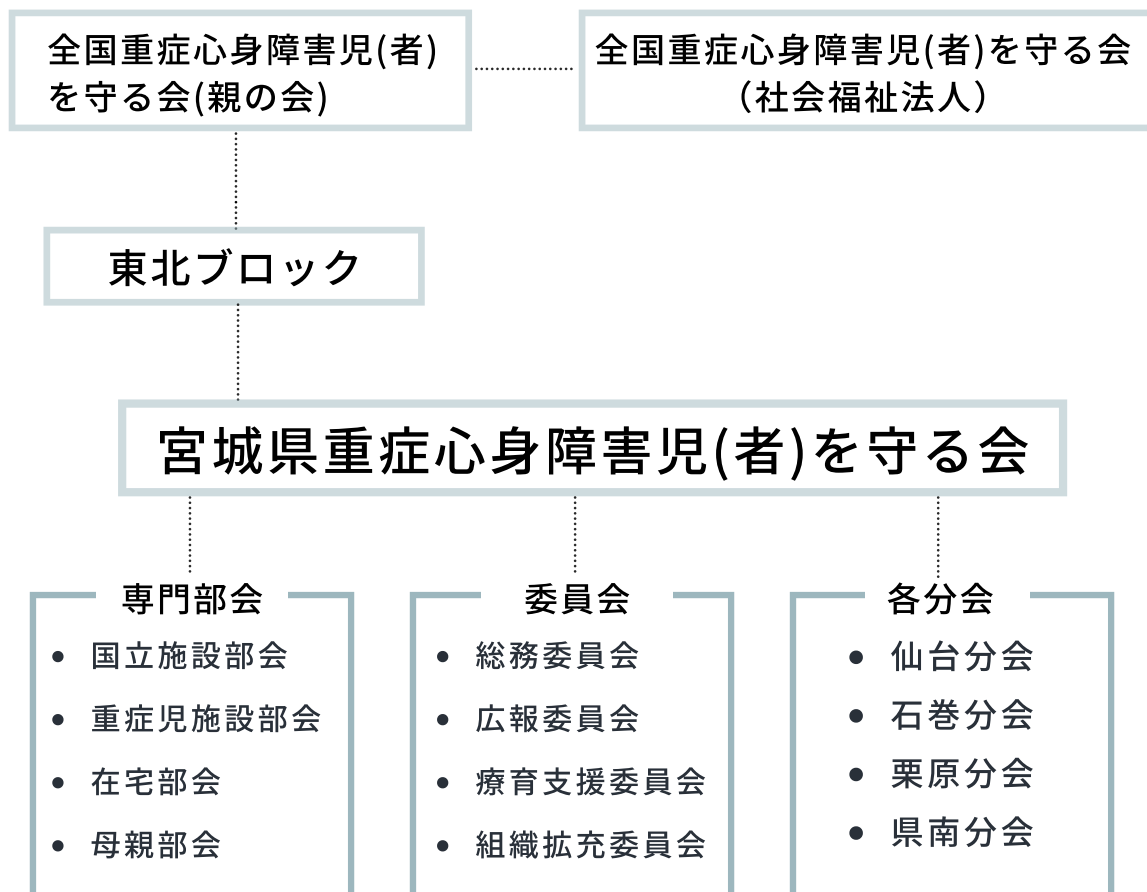 全国重症心身障害児(者)
を守る会(親の会)
全国重症心身障害児(者)を守る会
（社会福祉法人）
東北ブロック
宮城県重症心身障害児(者)を守る会
専門部会
• 国立施設部会
• 重症児施設部会
• 在宅部会
• 母親部会
委員会
• 総務委員会
• 広報委員会
• 療育支援委員会
• 組織拡充委員会
各分会
• 仙台分会
• 石巻分会
• 栗原分会
• 県南分会